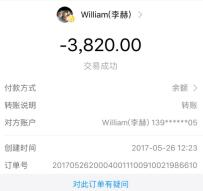 William(李赫)
-3,820.00
交易成功
付款方式 余额
转账说明 转账
对方账户 William(李赫) 139******05
创建时间 2017-05-26 12:23
订单号 20170526200040011100910021986610
对此订单有疑问